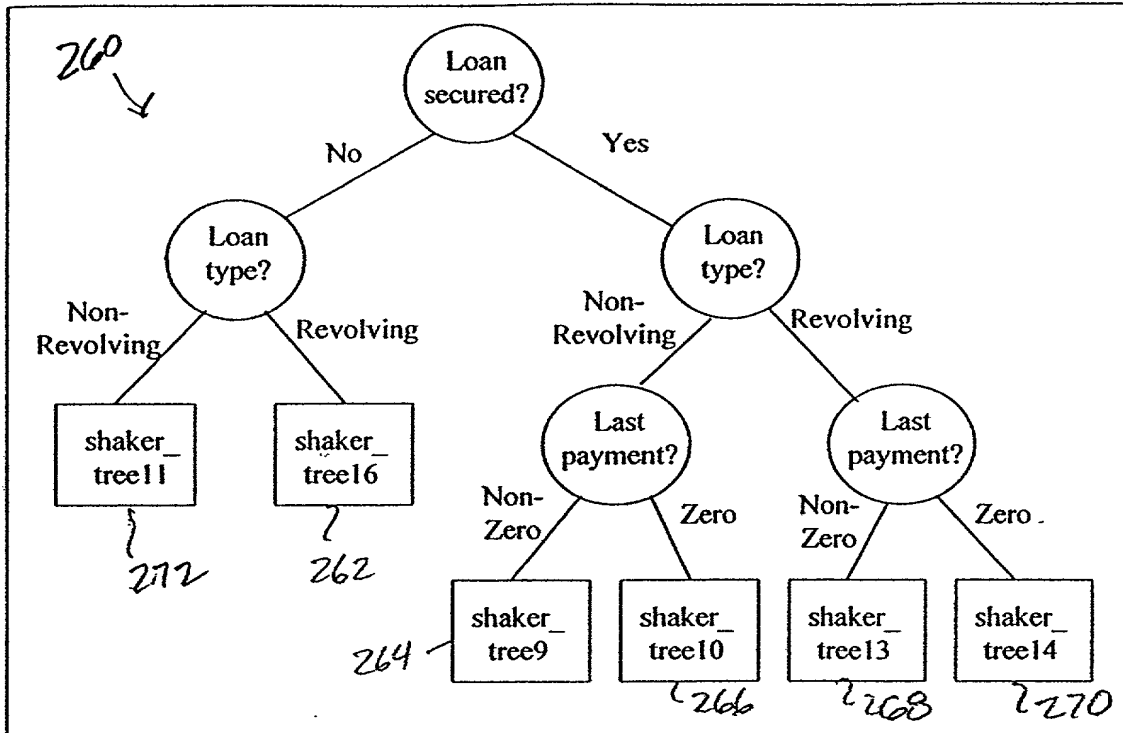 260
Loan
secured?
No
Yes
Loan
type?
Loan
type?
Non-
Revolving
Revolving
Non-
Revolving
Revolving
shaker_
tree11
shaker_
tree16
Last
payment?
Last
payment?
272
262
Non-
Zero
Zero
Non-
Zero
Zero
264
shaker_
tree9
shaker_
tree10
shaker_
tree13
shaker_
tree14
266
268
270